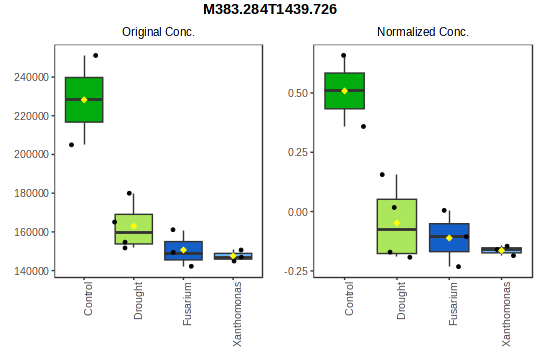 M383.284T1439.726
Original Conc.
Normalized Conc.
240000
220000
200000
180000
160000
140000
0.50
0.25
0.00
-0.25
Control
Drought
Fusarium
Xanthomonas
Control
Drought
Fusarium
Xanthomonas